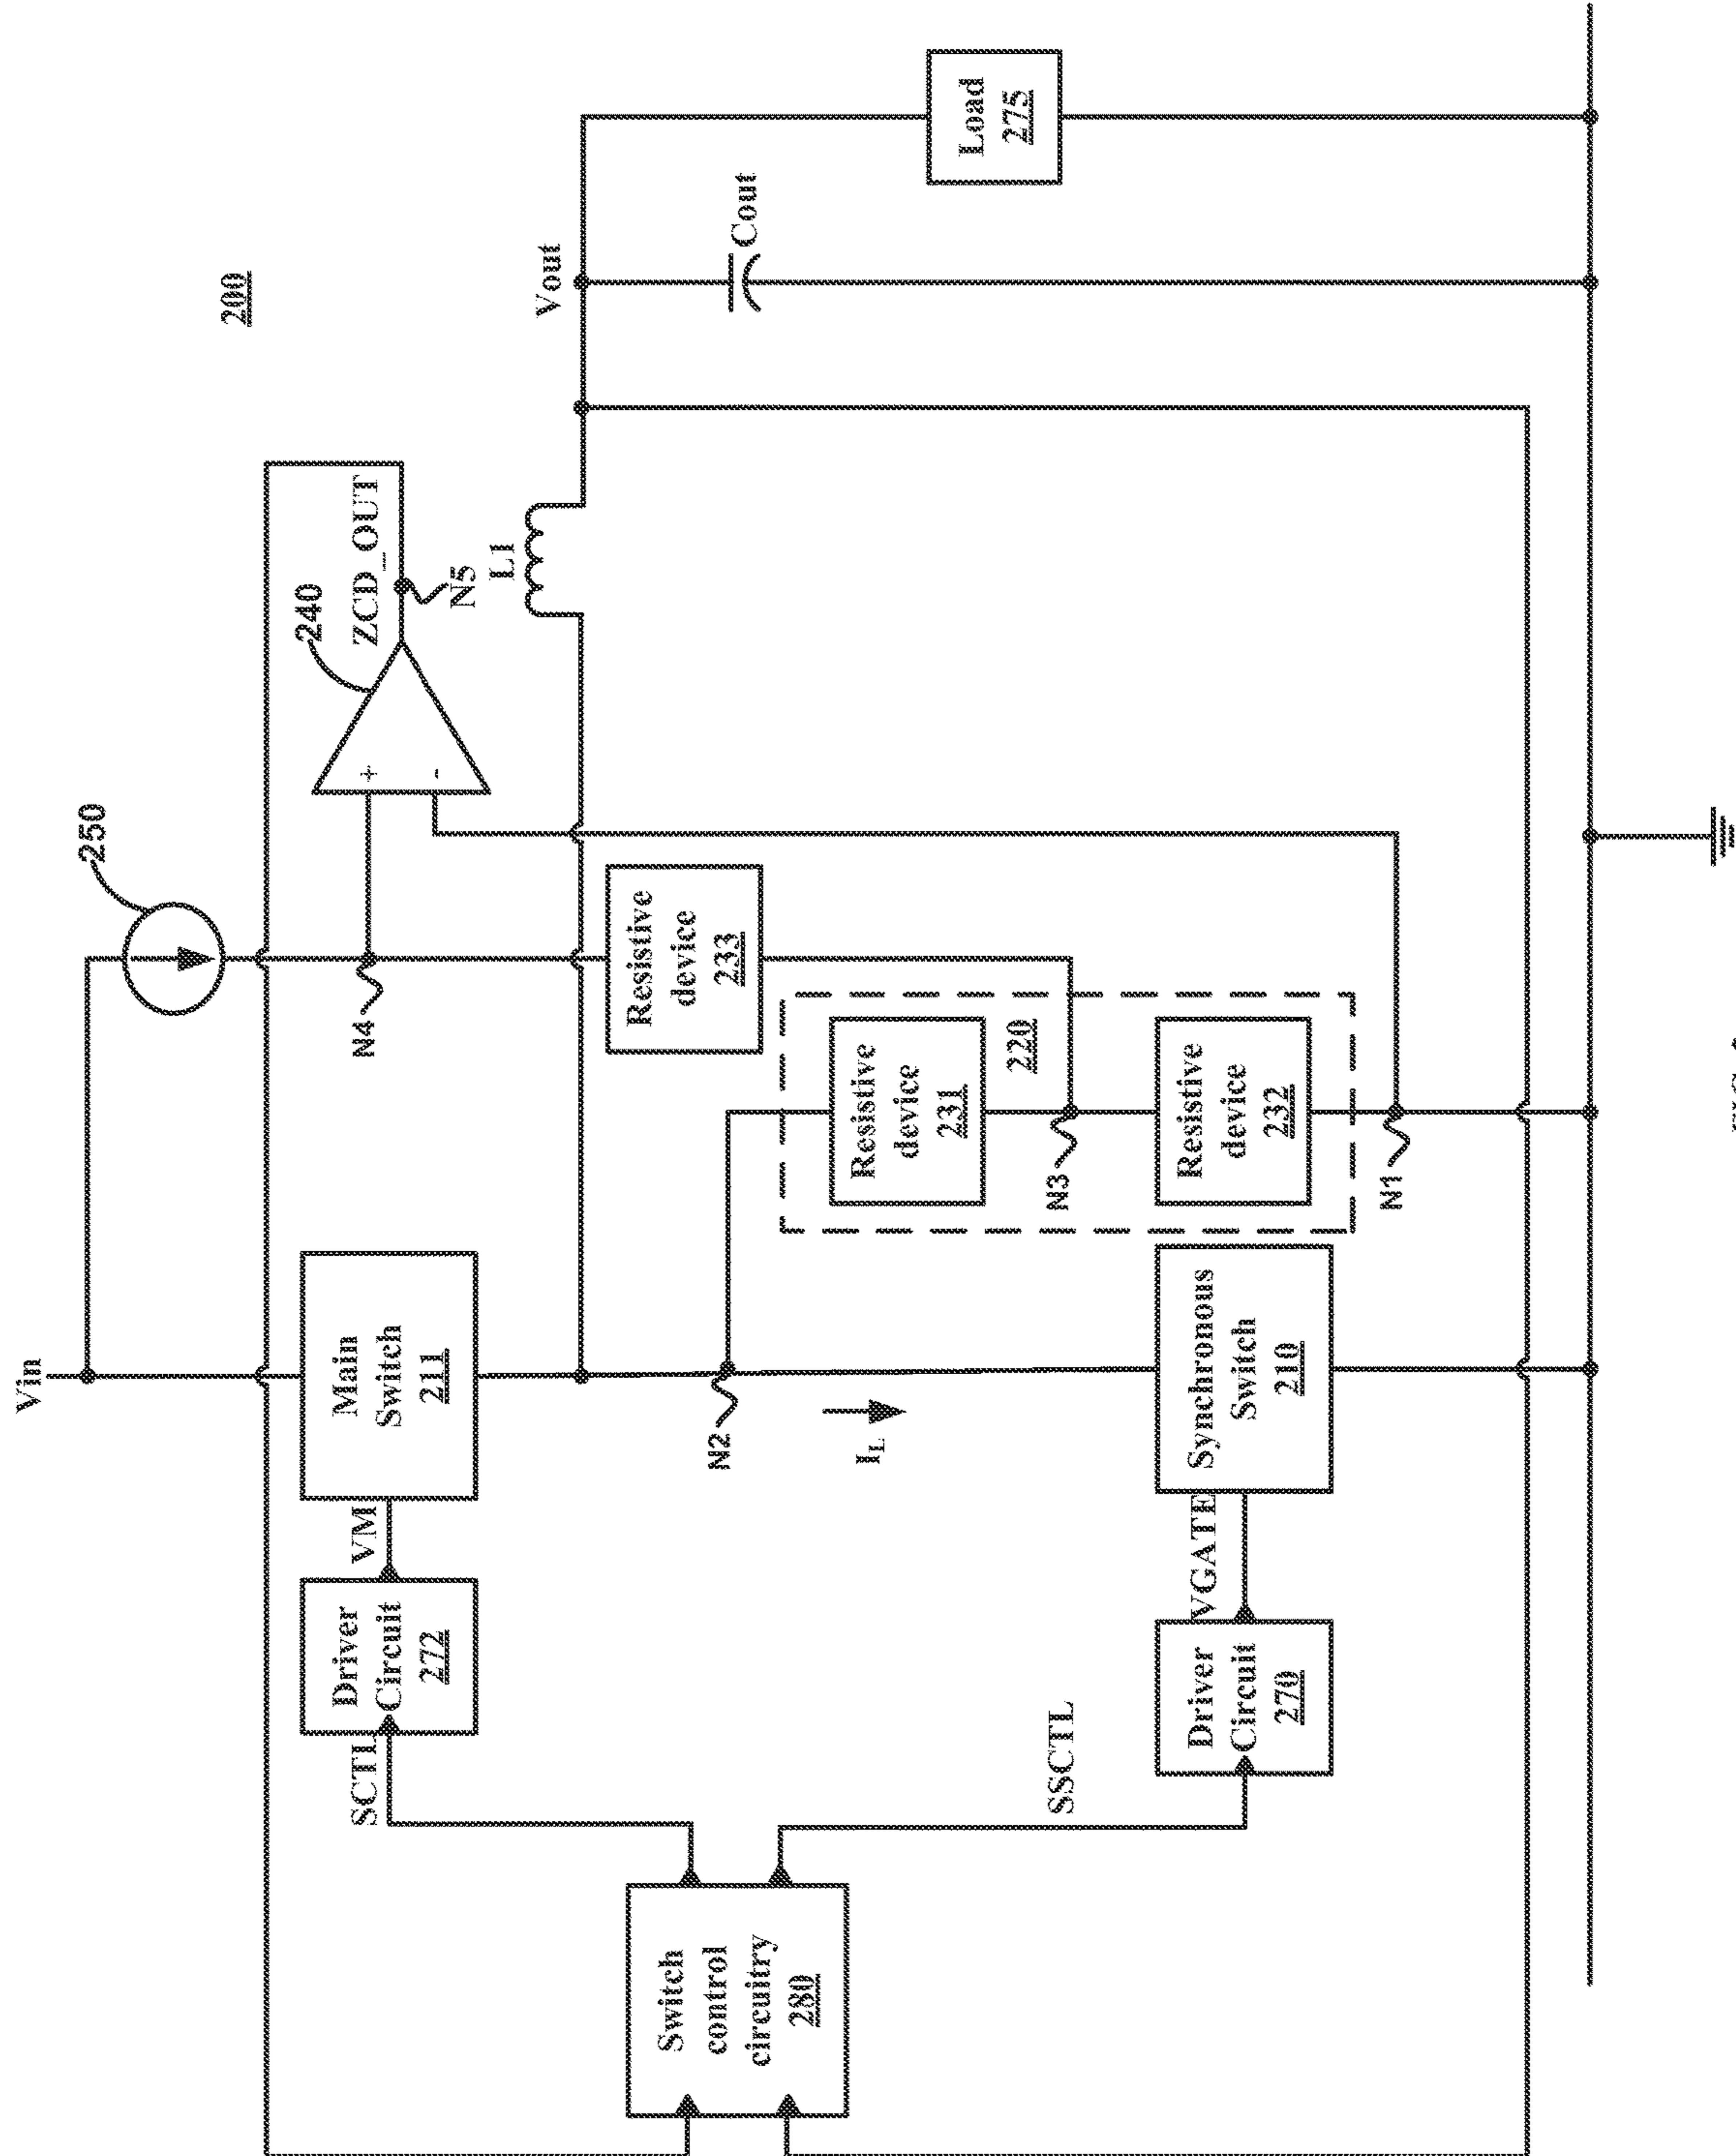 200
Vin
250
240
ZCD_OUT
N5
N4
L1
Vout
Cout
Load
275
Main
Switch
211
VM
Driver
Circuit
272
SCTL
Switch
control
circuitry
280
SSCTL
Driver
Circuit
270
VGATE
Synchronous
Switch
210
N2
I_L
Resistive
device
233
Resistive
device
231
220
N3
Resistive
device
232
N1
+
-